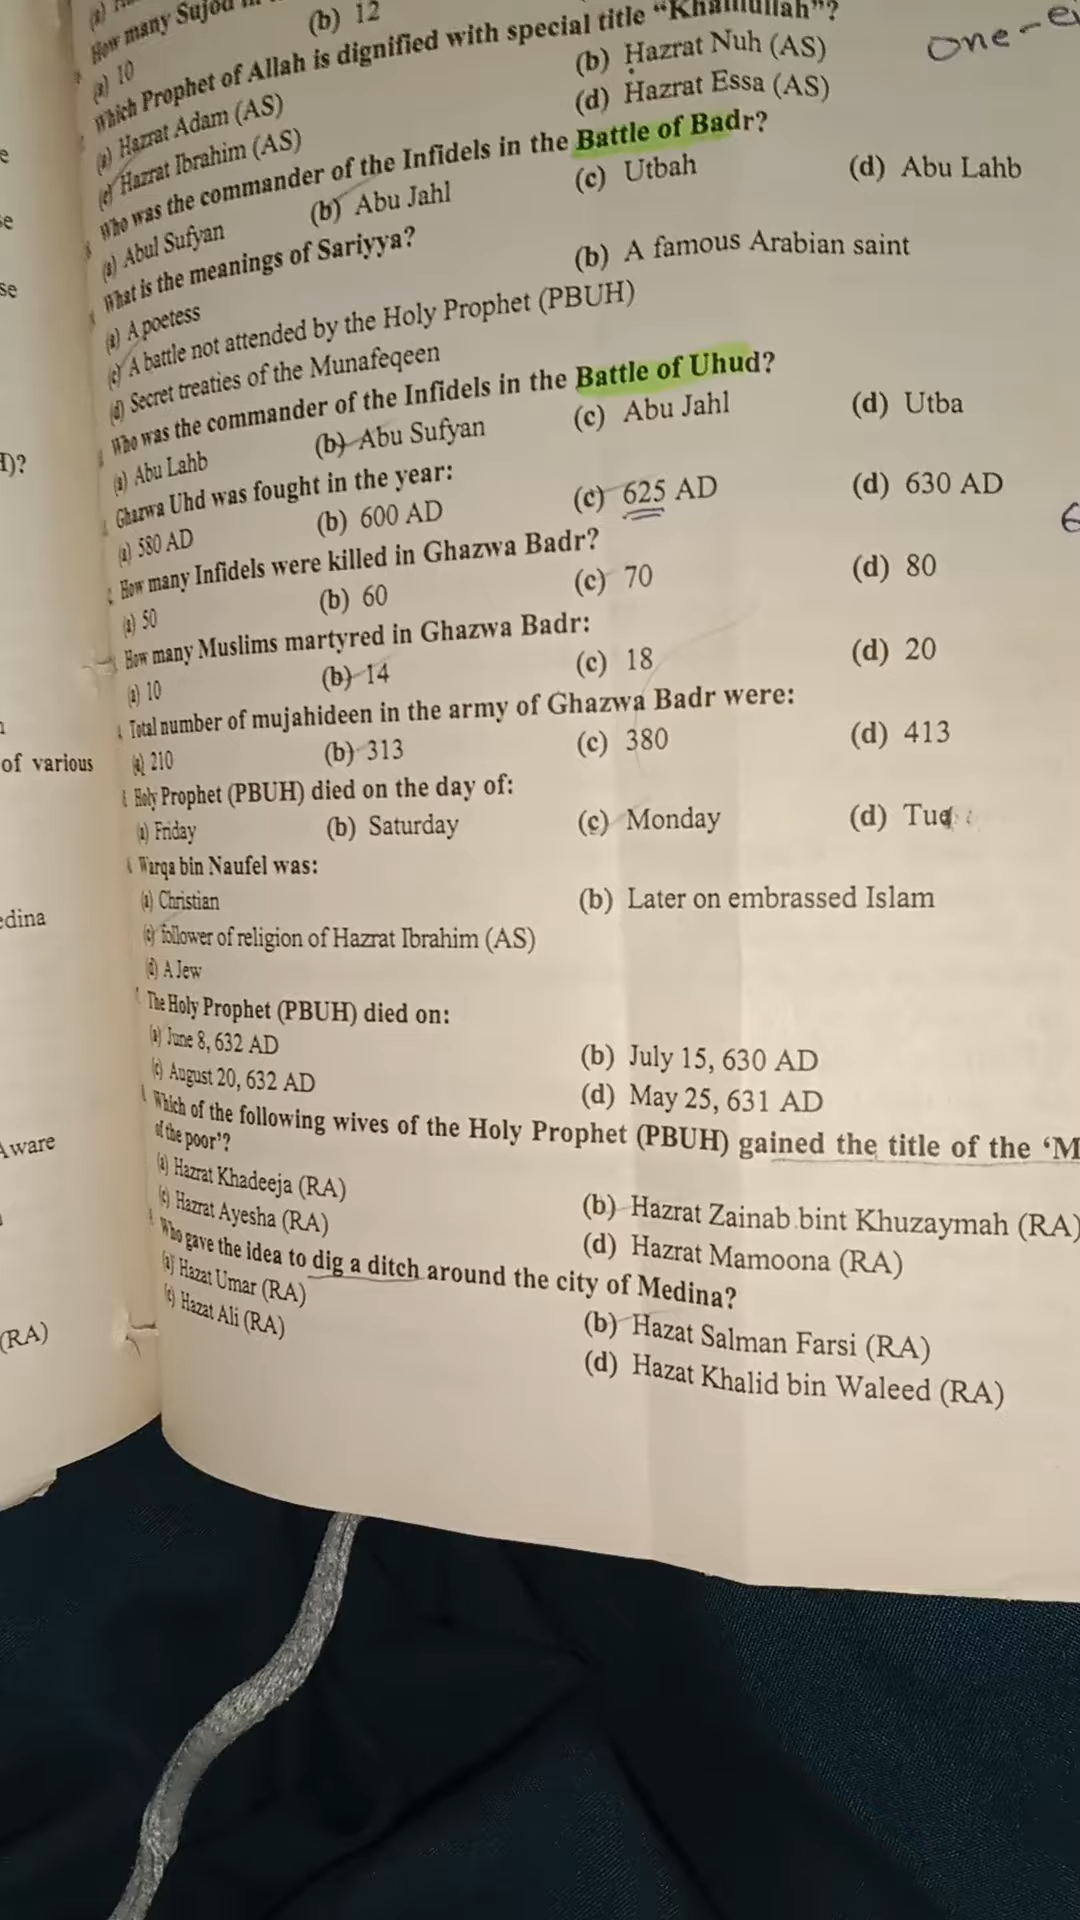 How many Sujood
(a) 10
(b) 12
Which Prophet of Allah is dignified with special title "Khalilullah"?
(a) Hazrat Adam (AS)
(b) Hazrat Nuh (AS)
(c) Hazrat Ibrahim (AS)
(d) Hazrat Essa (AS)
one-e
Who was the commander of the Infidels in the Battle of Badr?
(a) Abul Sufyan
(b) Abu Jahl
(c) Utbah
(d) Abu Lahb
What is the meanings of Sariyya?
(a) A poetess
(b) A famous Arabian saint
(c) A battle not attended by the Holy Prophet (PBUH)
(d) Secret treaties of the Munafeqeen
Who was the commander of the Infidels in the Battle of Uhud?
(a) Abu Lahb
(b) Abu Sufyan
(c) Abu Jahl
(d) Utba
Ghazwa Uhd was fought in the year:
(a) 580 AD
(b) 600 AD
(c) 625 AD
(d) 630 AD
How many Infidels were killed in Ghazwa Badr?
(a) 50
(b) 60
(c) 70
(d) 80
How many Muslims martyred in Ghazwa Badr:
(a) 10
(b) 14
(c) 18
(d) 20
Total number of mujahideen in the army of Ghazwa Badr were:
(a) 210
(b) 313
(c) 380
(d) 413
Holy Prophet (PBUH) died on the day of:
(a) Friday
(b) Saturday
(c) Monday
(d) Tue
Warqa bin Naufel was:
(a) Christian
(b) Later on embrassed Islam
(c) follower of religion of Hazrat Ibrahim (AS)
(d) A Jew
The Holy Prophet (PBUH) died on:
(a) June 8, 632 AD
(b) July 15, 630 AD
(c) August 20, 632 AD
(d) May 25, 631 AD
Which of the following wives of the Holy Prophet (PBUH) gained the title of the 'M
of the poor'?
(a) Hazrat Khadeeja (RA)
(b) Hazrat Zainab bint Khuzaymah (RA)
(c) Hazrat Ayesha (RA)
(d) Hazrat Mamoona (RA)
Who gave the idea to dig a ditch around the city of Medina?
(a) Hazat Umar (RA)
(b) Hazat Salman Farsi (RA)
(c) Hazat Ali (RA)
(d) Hazat Khalid bin Waleed (RA)
)?
of various
edina
Aware
(RA)